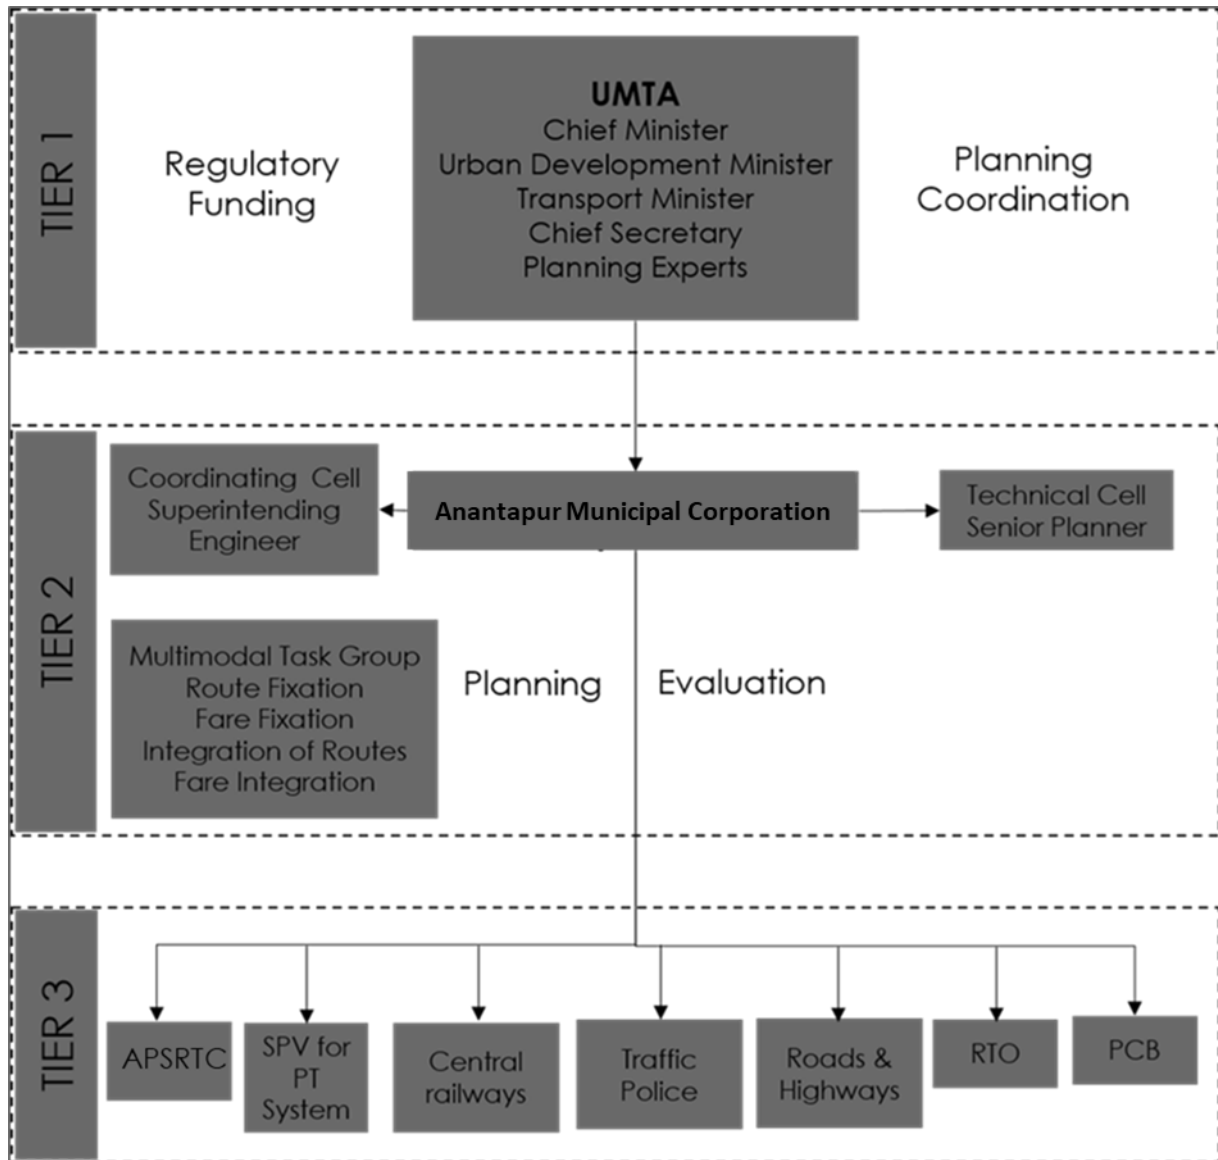 TIER 1
Regulatory
Funding
UMTA
Chief Minister
Urban Development Minister
Transport Minister
Chief Secretary
Planning Experts
Planning
Coordination
TIER 2
Coordinating Cell
Superintending
Engineer
Anantapur Municipal Corporation
Technical Cell
Senior Planner
Multimodal Task Group
Route Fixation
Fare Fixation
Integration of Routes
Fare Integration
Planning
Evaluation
TIER 3
APSRTC
SPV for
PT
System
Central
railways
Traffic
Police
Roads &
Highways
RTO
PCB